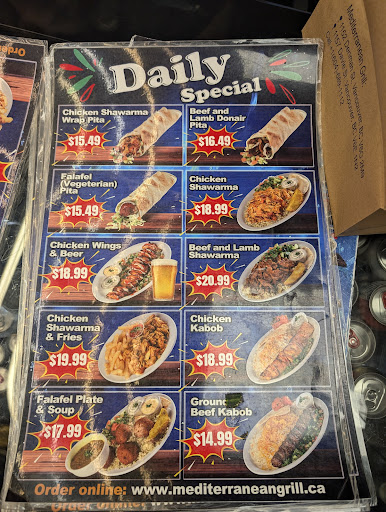 Daily
Special
Chicken Shawarma
Wrap Pita
$15.49
Beef and
Lamb Donair
Pita
$16.49
Falafel
(Vegeterian)
Pita
$15.49
Chicken
Shawarma
$18.99
Chicken Wings
& Beer
$18.99
Beef and Lamb
Shawarma
$20.99
Chicken
Shawarma
& Fries
$19.99
Chicken
Kabob
$18.99
Falafel Plate
& Soup
$17.99
Ground
Beef Kabob
$14.99
Order online: www.mediterraneangrill.ca
Mediterranean Grill